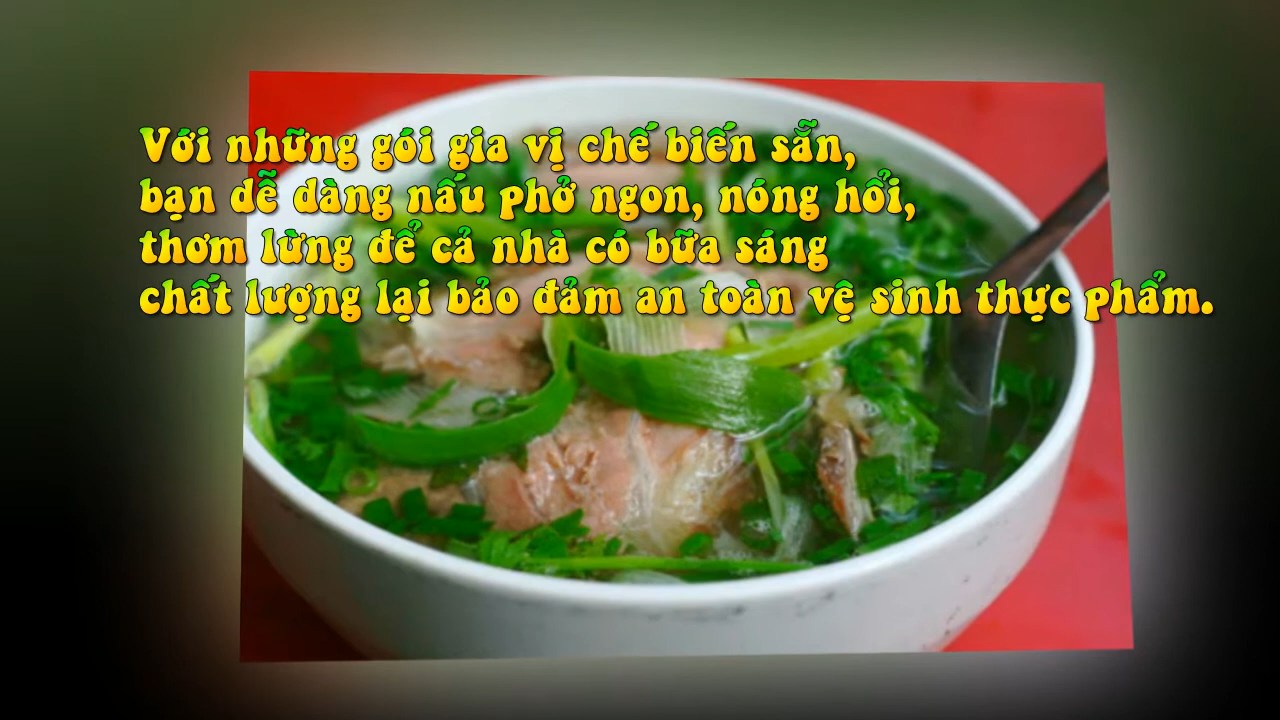 Với những gói gia vị chế biến sẵn,
bạn dễ dàng nấu phở ngon, nóng hổi,
thơm lừng để cả nhà có bữa sáng
chất lượng lại bảo đảm an toàn vệ sinh thực phẩm.